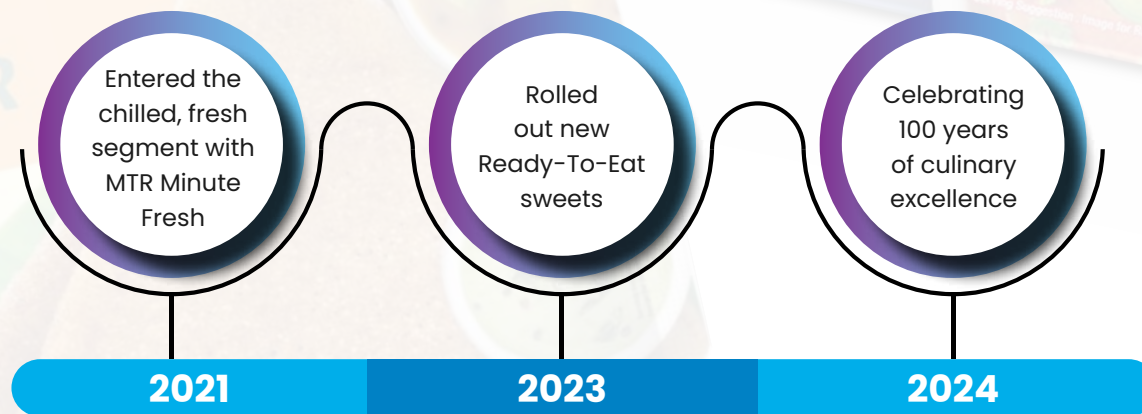 Entered the
chilled, fresh
segment with
MTR Minute
Fresh
Rolled
out new
Ready-To-Eat
sweets
Celebrating
100 years
of culinary
excellence
2021
2023
2024